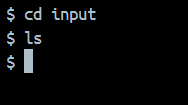 $ cd input
$ ls
$